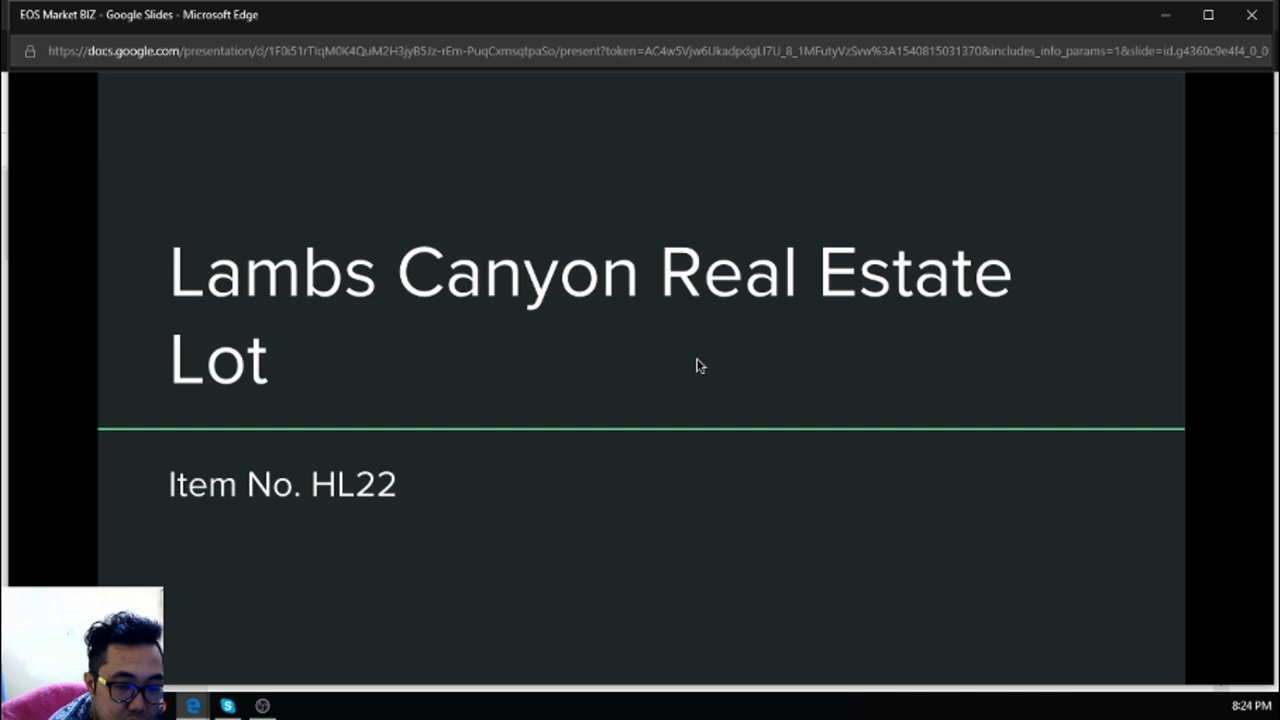 EOS Market BIZ - Google Slides - Microsoft Edge
Lambs Canyon Real Estate
Lot
Item No. HL22
8:24 PM